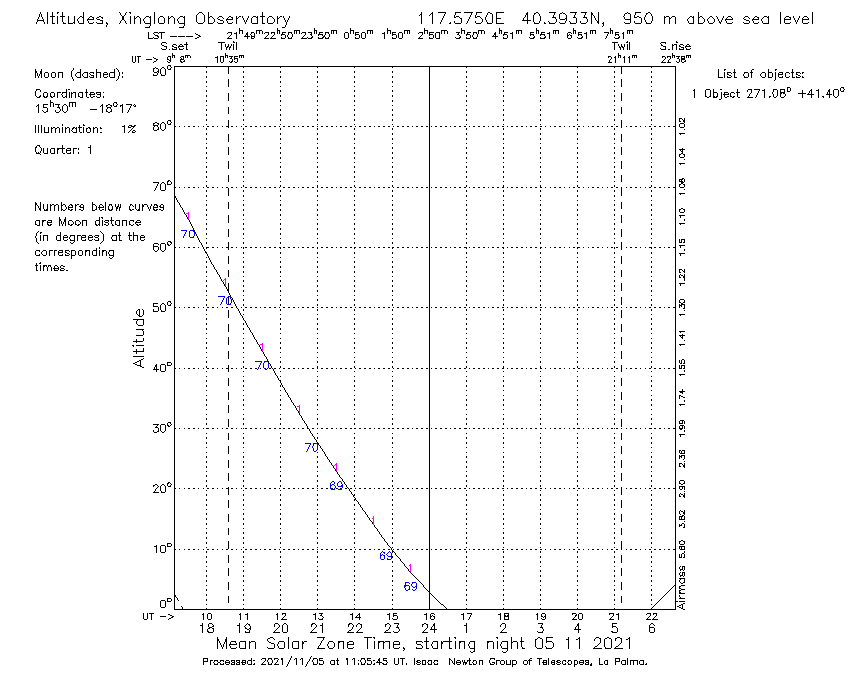 Altitudes, Xinglong Observatory 117.5750E 40.3933N, 950 m above sea level
LST ---> 21ʰ49ᵐ 22ʰ50ᵐ 23ʰ50ᵐ 0ʰ50ᵐ 1ʰ50ᵐ 2ʰ50ᵐ 3ʰ50ᵐ 4ʰ51ᵐ 5ʰ51ᵐ 6ʰ51ᵐ 7ʰ51ᵐ
S.set Twil Twil S.rise
UT -> 9ʰ 8ᵐ 10ʰ35ᵐ 21ʰ11ᵐ 22ʰ38ᵐ
Moon (dashed):
Coordinates:
15ʰ30ᵐ -18°17'
Illumination: 1%
Quarter: 1
Numbers below curves
are Moon distance
(in degrees) at the
corresponding
times.
List of objects:
1 Object 271.08ᴰ +41.40°
Altitude
90°
80°
70°
60°
50°
40°
30°
20°
10°
0°
1 1 1 1 1 1 1
70 70 70 70 69 69 69
1.02
1.04
1.06
1.10
1.15
1.22
1.30
1.41
1.55
1.74
1.99
2.36
2.90
3.82
5.60
Airmass
UT -> 10 11 12 13 14 15 16 17 18 19 20 21 22
18 19 20 21 22 23 24 1 2 3 4 5 6
Mean Solar Zone Time, starting night 05 11 2021
Processed: 2021/11/05 at 11:05:45 UT. Isaac Newton Group of Telescopes, La Palma.